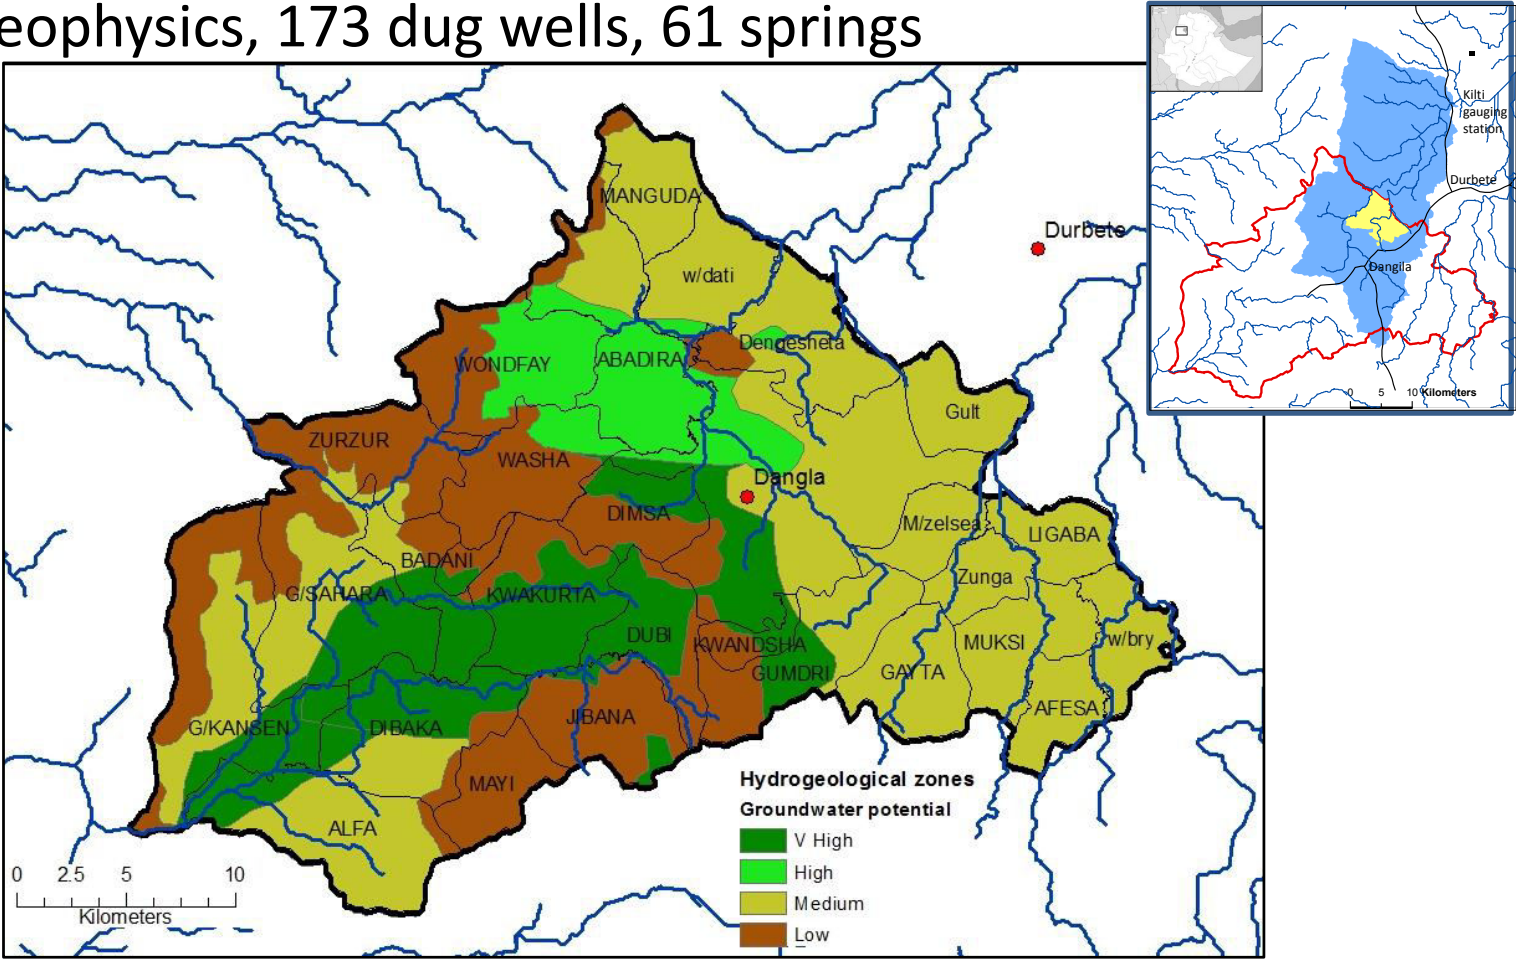 eophysics, 173 dug wells, 61 springs
Kilti
gauging
station
Durbete
Dangila
0 5 10 Kilometers
MANGUDA
Durbete
w/dati
Dengesheta
WONDFAY
ABADIRA
Gult
ZURZUR
WASHA
Dangla
DIMSA
M/zelsea
LIGABA
BADANI
Zunga
G/SAHARA
KWAKURTA
DUBI
KWANDSHA
MUKSI
w/bry
GUMDRI
GAYTA
AFESA
G/KANSEN
DIBAKA
JIBANA
MAYI
ALFA
Hydrogeological zones
Groundwater potential
V High
High
Medium
Low
0 2.5 5 10
Kilometers